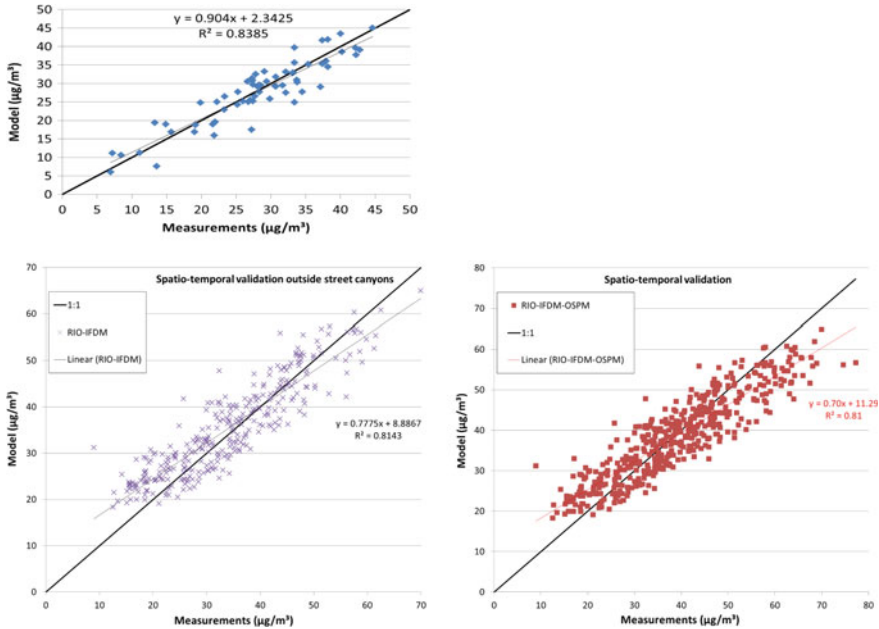 y = 0.904x + 2.3425
R² = 0.8385
Model (µg/m³)
50
45
40
35
30
25
20
15
10
5
0
0 5 10 15 20 25 30 35 40 45 50
Measurements (µg/m³)
Spatio-temporal validation outside street canyons
1:1
RIO-IFDM
Linear (RIO-IFDM)
y = 0.7775x + 8.8867
R² = 0.8143
Model (µg/m³)
70
60
50
40
30
20
10
0
0 10 20 30 40 50 60 70
Measurements (µg/m³)
Spatio-temporal validation
RIO-IFDM-OSPM
1:1
Linear (RIO-IFDM-OSPM)
y = 0.70x + 11.29
R² = 0.81
Model (µg/m³)
80
70
60
50
40
30
20
10
0
0 10 20 30 40 50 60 70 80
Measurements (µg/m³)